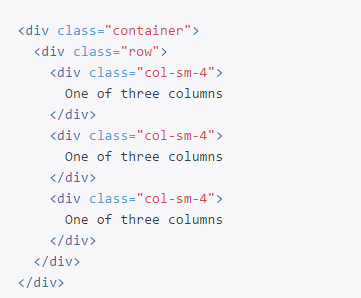 <div class="container">
  <div class="row">
    <div class="col-sm-4">
      One of three columns
    </div>
    <div class="col-sm-4">
      One of three columns
    </div>
    <div class="col-sm-4">
      One of three columns
    </div>
  </div>
</div>